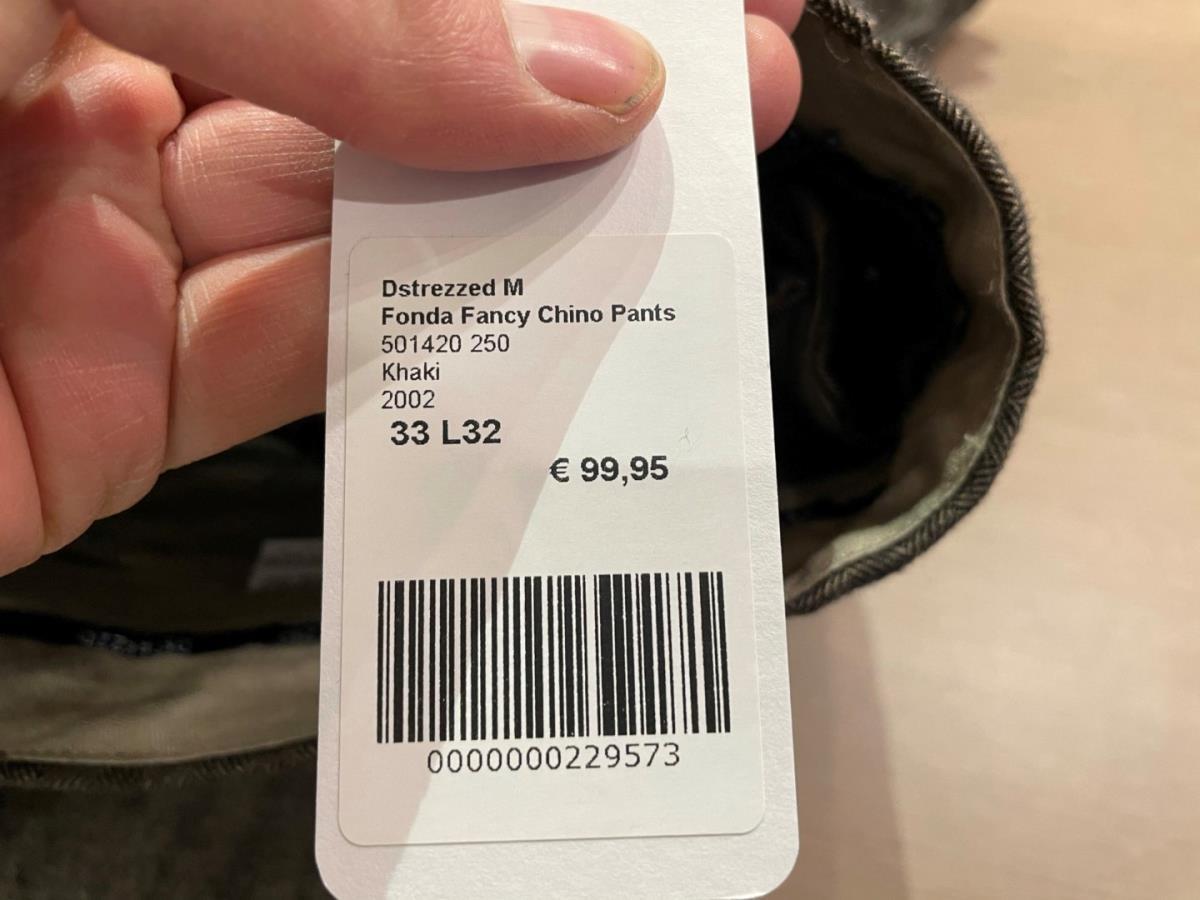 Dstrezzed M
Fonda Fancy Chino Pants
501420 250
Khaki
2002
33 L32
€ 99,95
0000000229573